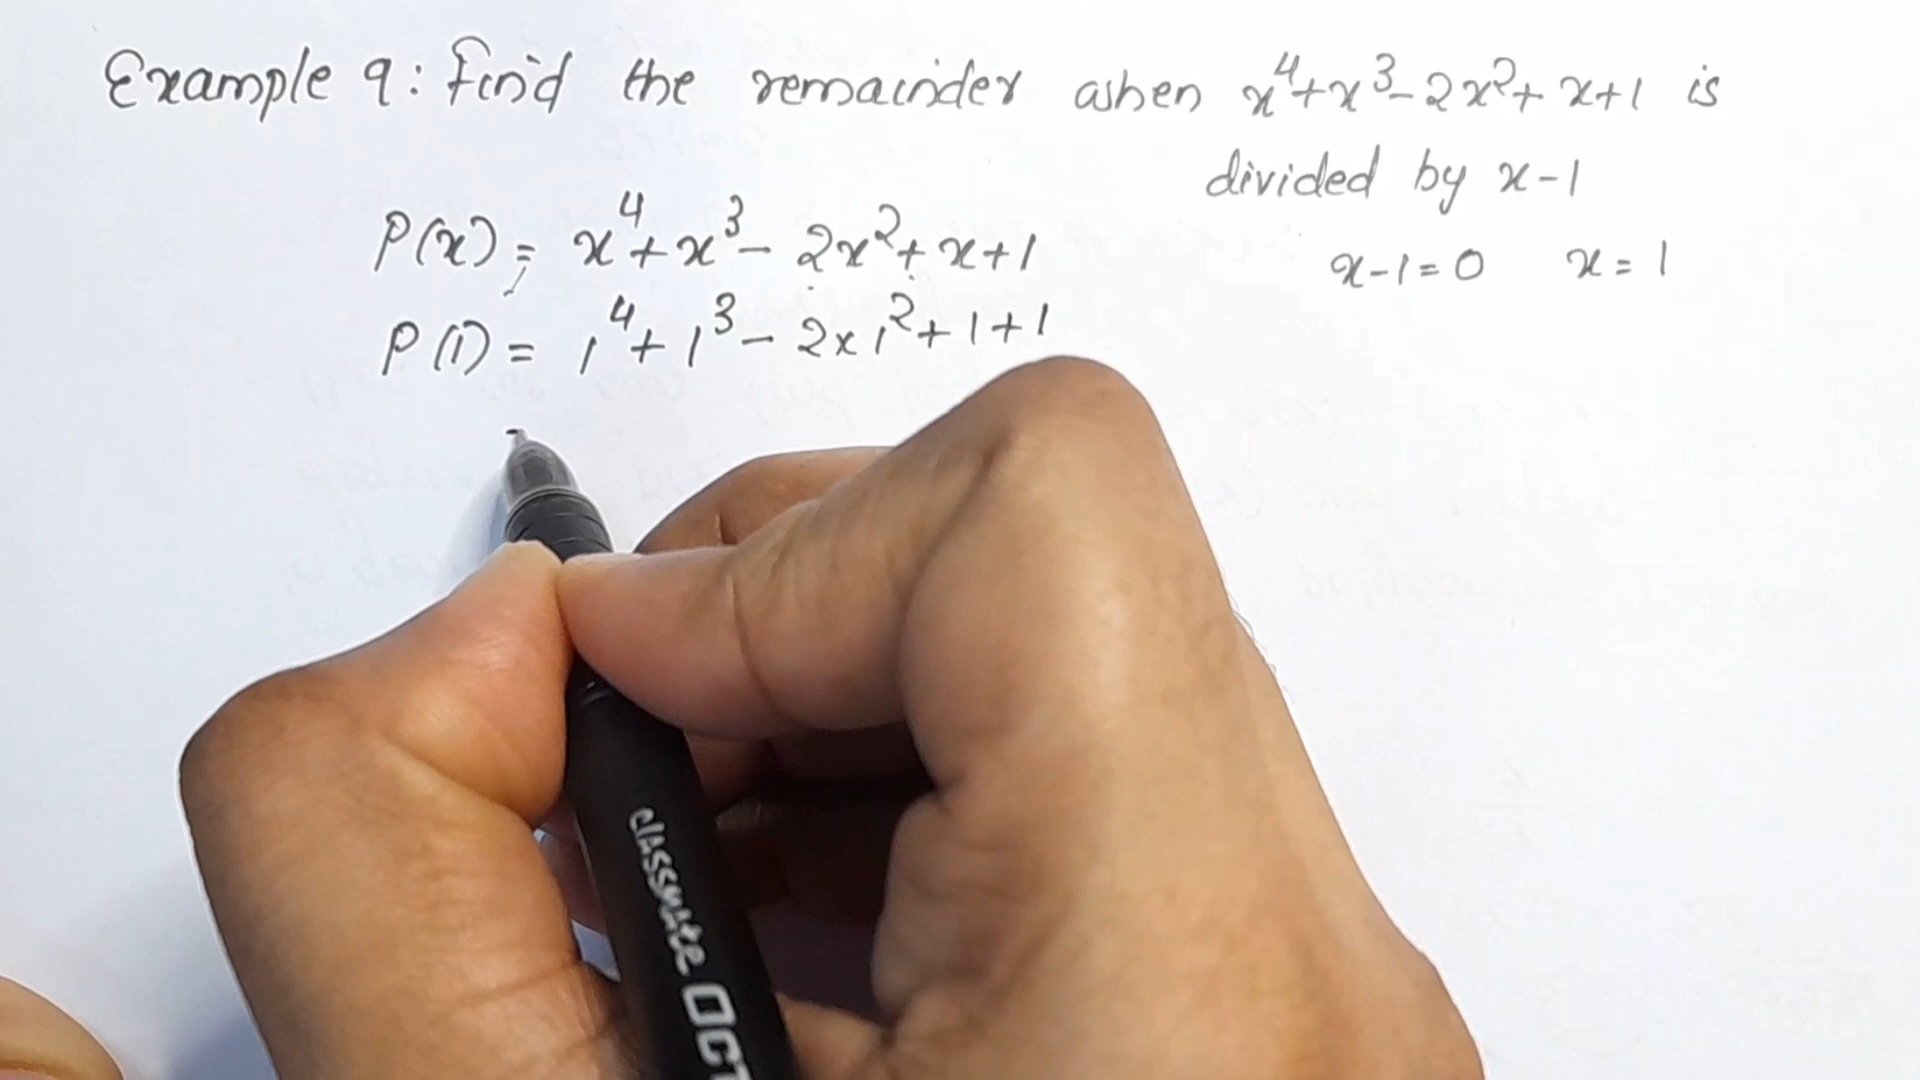 Example 9: Find the remainder when x⁴+x³-2x²+x+1 is
divided by x-1
P(x) = x⁴+x³-2x²+x+1
x-1=0 x=1
P(1) = 1⁴+1³-2×1²+1+1
classmate OCT